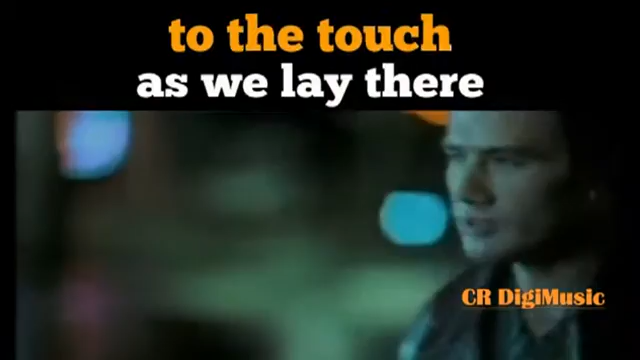 to the touch
as we lay there
CR DigiMusic